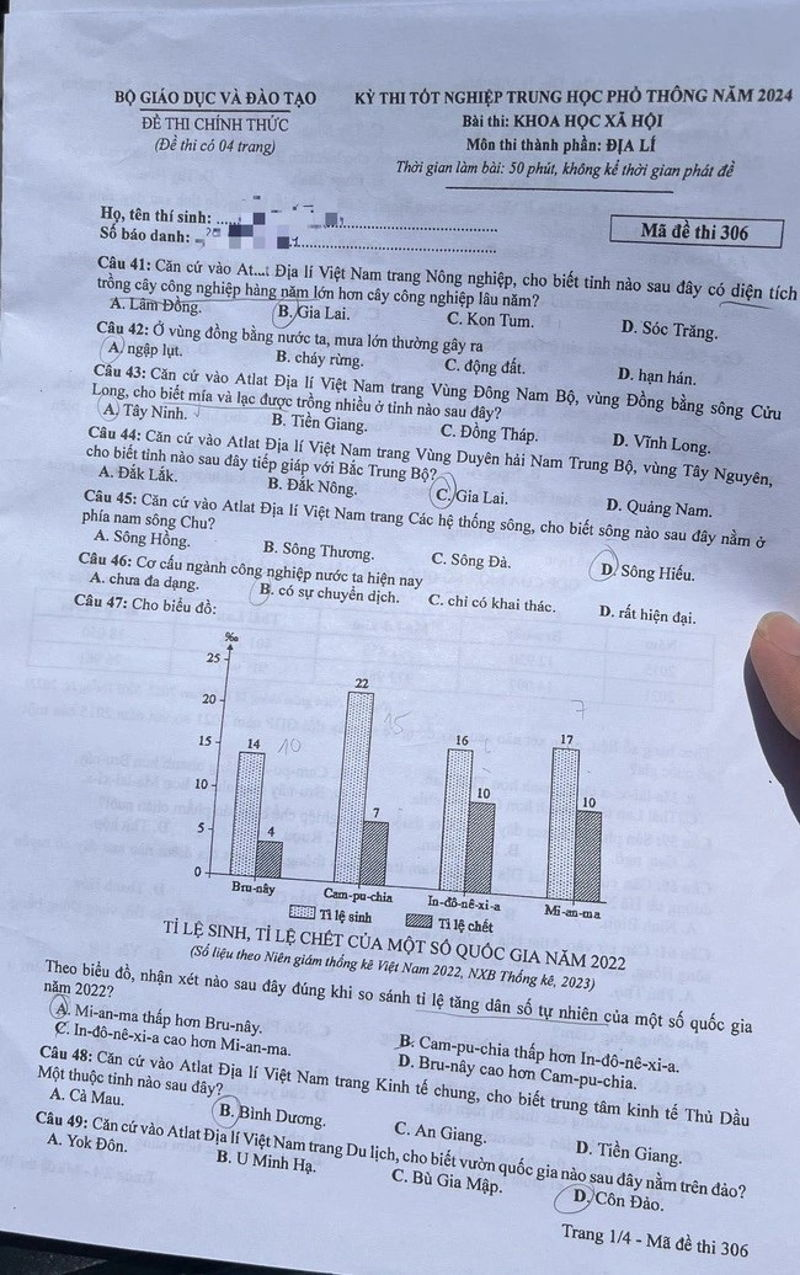 BỘ GIÁO DỤC VÀ ĐÀO TẠO
ĐỀ THI CHÍNH THỨC
(Đề thi có 04 trang)
KỲ THI TỐT NGHIỆP TRUNG HỌC PHỔ THÔNG NĂM 2024
Bài thi: KHOA HỌC XÃ HỘI
Môn thi thành phần: ĐỊA LÍ
Thời gian làm bài: 50 phút, không kể thời gian phát đề
Họ, tên thí sinh:
Số báo danh:
Mã đề thi 306
Câu 41: Căn cứ vào At...t Địa lí Việt Nam trang Nông nghiệp, cho biết tỉnh nào sau đây có diện tích
trồng cây công nghiệp hàng năm lớn hơn cây công nghiệp lâu năm?
A. Lâm Đồng. B. Gia Lai. C. Kon Tum. D. Sóc Trăng.
Câu 42: Ở vùng đồng bằng nước ta, mưa lớn thường gây ra
A. ngập lụt. B. cháy rừng. C. động đất. D. hạn hán.
Câu 43: Căn cứ vào Atlat Địa lí Việt Nam trang Vùng Đông Nam Bộ, vùng Đồng bằng sông Cửu
Long, cho biết mía và lạc được trồng nhiều ở tỉnh nào sau đây?
A. Tây Ninh. B. Tiền Giang. C. Đồng Tháp. D. Vĩnh Long.
Câu 44: Căn cứ vào Atlat Địa lí Việt Nam trang Vùng Duyên hải Nam Trung Bộ, vùng Tây Nguyên,
cho biết tỉnh nào sau đây tiếp giáp với Bắc Trung Bộ?
A. Đắk Lắk. B. Đắk Nông. C. Gia Lai. D. Quảng Nam.
Câu 45: Căn cứ vào Atlat Địa lí Việt Nam trang Các hệ thống sông, cho biết sông nào sau đây nằm ở
phía nam sông Chu?
A. Sông Hồng. B. Sông Thương. C. Sông Đà. D. Sông Hiếu.
Câu 46: Cơ cấu ngành công nghiệp nước ta hiện nay
A. chưa đa dạng. B. có sự chuyển dịch. C. chỉ có khai thác. D. rất hiện đại.
Câu 47: Cho biểu đồ:
‰
25
20
15
10
5
0
14 4 22 7 16 10 17 10
10 15 7
Bru-nây Cam-pu-chia In-đô-nê-xi-a Mi-an-ma
Tỉ lệ sinh Tỉ lệ chết
TỈ LỆ SINH, TỈ LỆ CHẾT CỦA MỘT SỐ QUỐC GIA NĂM 2022
(Số liệu theo Niên giám thống kê Việt Nam 2022, NXB Thống kê, 2023)
Theo biểu đồ, nhận xét nào sau đây đúng khi so sánh tỉ lệ tăng dân số tự nhiên của một số quốc gia
năm 2022?
A. Mi-an-ma thấp hơn Bru-nây. B. Cam-pu-chia thấp hơn In-đô-nê-xi-a.
C. In-đô-nê-xi-a cao hơn Mi-an-ma. D. Bru-nây cao hơn Cam-pu-chia.
Câu 48: Căn cứ vào Atlat Địa lí Việt Nam trang Kinh tế chung, cho biết trung tâm kinh tế Thủ Dầu
Một thuộc tỉnh nào sau đây?
A. Cà Mau. B. Bình Dương. C. An Giang. D. Tiền Giang.
Câu 49: Căn cứ vào Atlat Địa lí Việt Nam trang Du lịch, cho biết vườn quốc gia nào sau đây nằm trên đảo?
A. Yok Đôn. B. U Minh Hạ. C. Bù Gia Mập. D. Côn Đảo.
Trang 1/4 - Mã đề thi 306